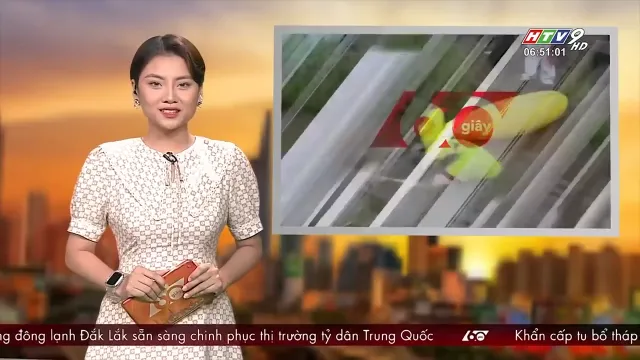 HTV9 HD
06:51:01
60 giây
60
ng đông lạnh Đắk Lắk sẵn sàng chinh phục thị trường tỷ dân Trung Quốc 60 Khẩn cấp tu bổ tháp